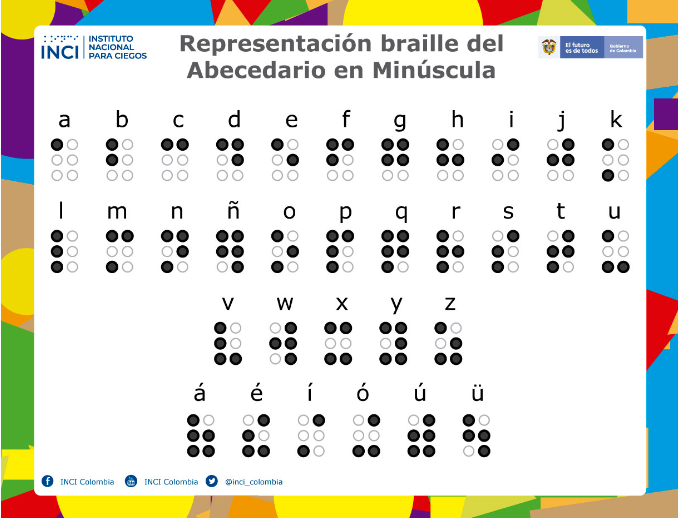 INCI
INSTITUTO
NACIONAL
PARA CIEGOS
Representación braille del
Abecedario en Minúscula
El futuro
es de todos
Gobierno
de Colombia
a b c d e f g h i j k
l m n ñ o p q r s t u
v w x y z
á é í ó ú ü
INCI Colombia INCI Colombia @inci_colombia